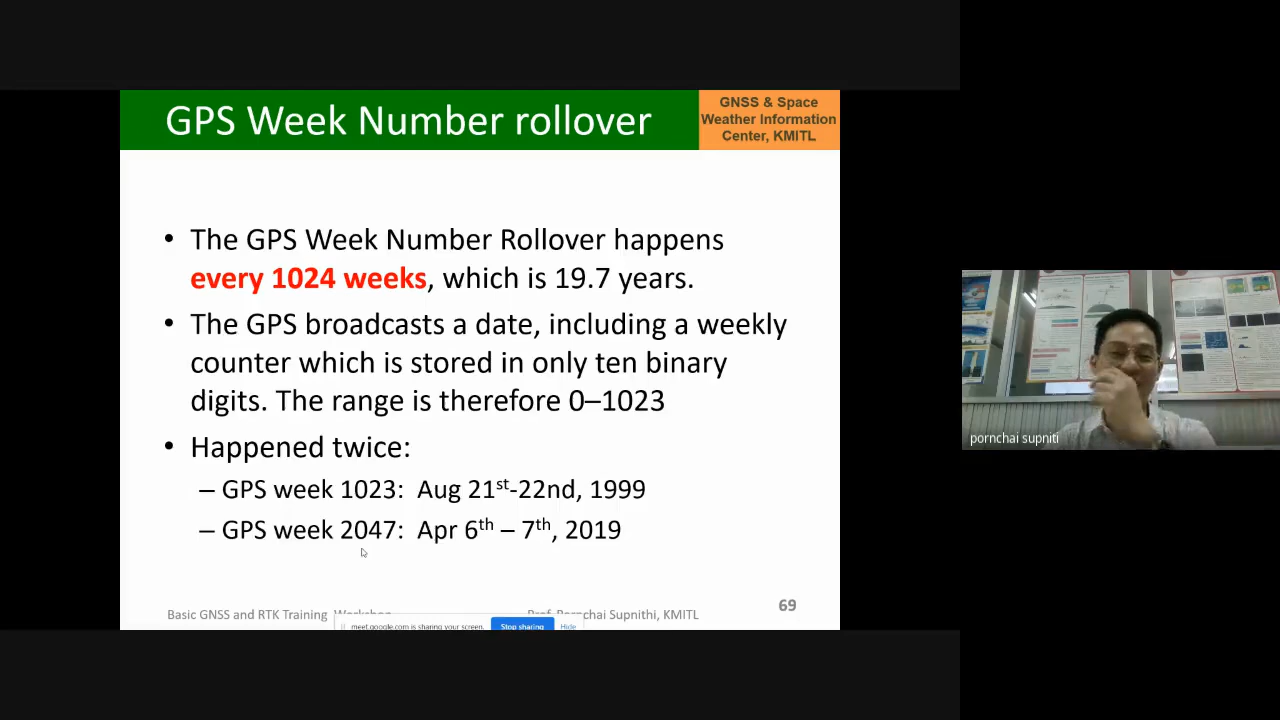 GPS Week Number rollover
GNSS & Space
Weather Information
Center, KMITL
• The GPS Week Number Rollover happens
every 1024 weeks, which is 19.7 years.
• The GPS broadcasts a date, including a weekly
counter which is stored in only ten binary
digits. The range is therefore 0–1023
• Happened twice:
– GPS week 1023: Aug 21st-22nd, 1999
– GPS week 2047: Apr 6th – 7th, 2019
Basic GNSS and RTK Training Workshop
Prof. Pornchai Supnithi, KMITL
69
meet.google.com is sharing your screen.
Stop sharing
Hide
pornchai supniti